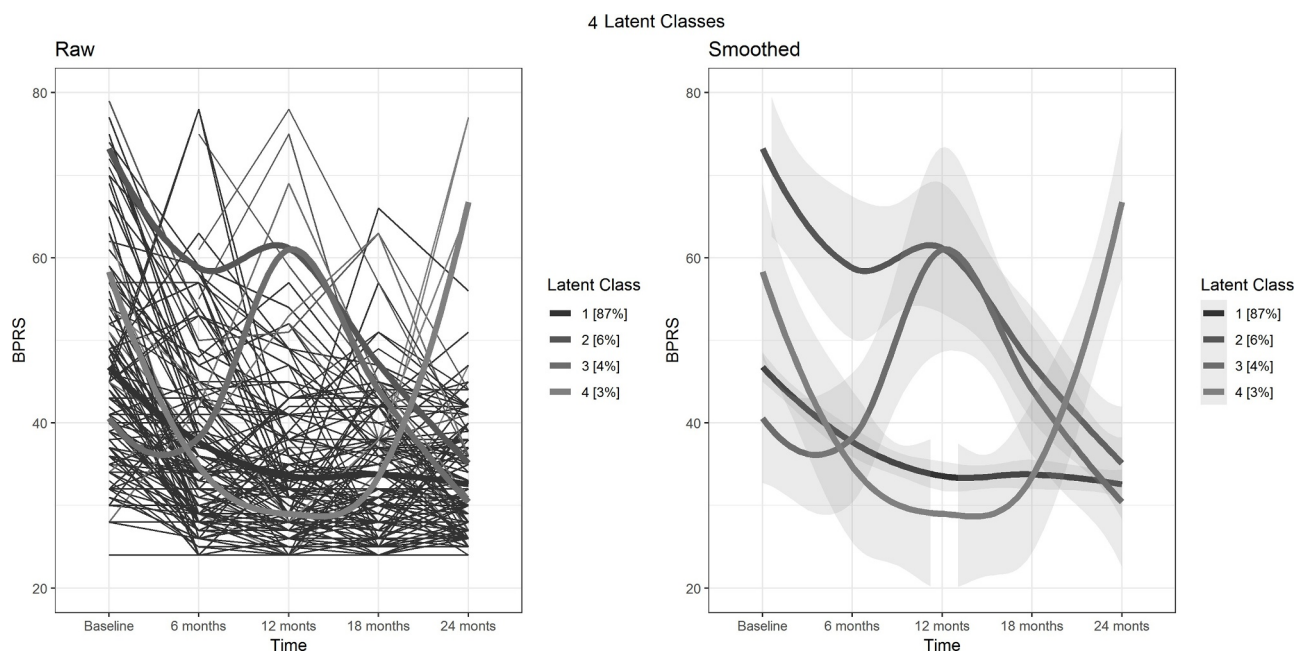 4 Latent Classes
Raw
80
60
40
20
BPRS
Baseline
6 months
12 monts
18 months
24 monts
Time
Latent Class
1 [87%]
2 [6%]
3 [4%]
4 [3%]
Smoothed
80
60
40
20
BPRS
Baseline
6 months
12 monts
18 months
24 monts
Time
Latent Class
1 [87%]
2 [6%]
3 [4%]
4 [3%]